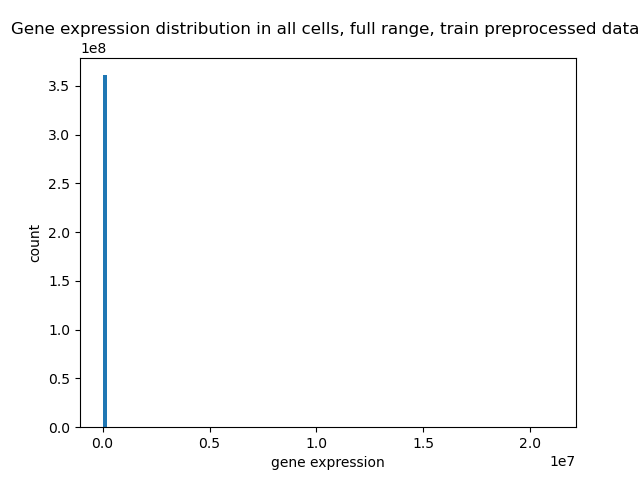 Gene expression distribution in all cells, full range, train preprocessed data
1e8
3.5
3.0
2.5
2.0
1.5
1.0
0.5
0.0
count
0.0 0.5 1.0 1.5 2.0
1e7
gene expression